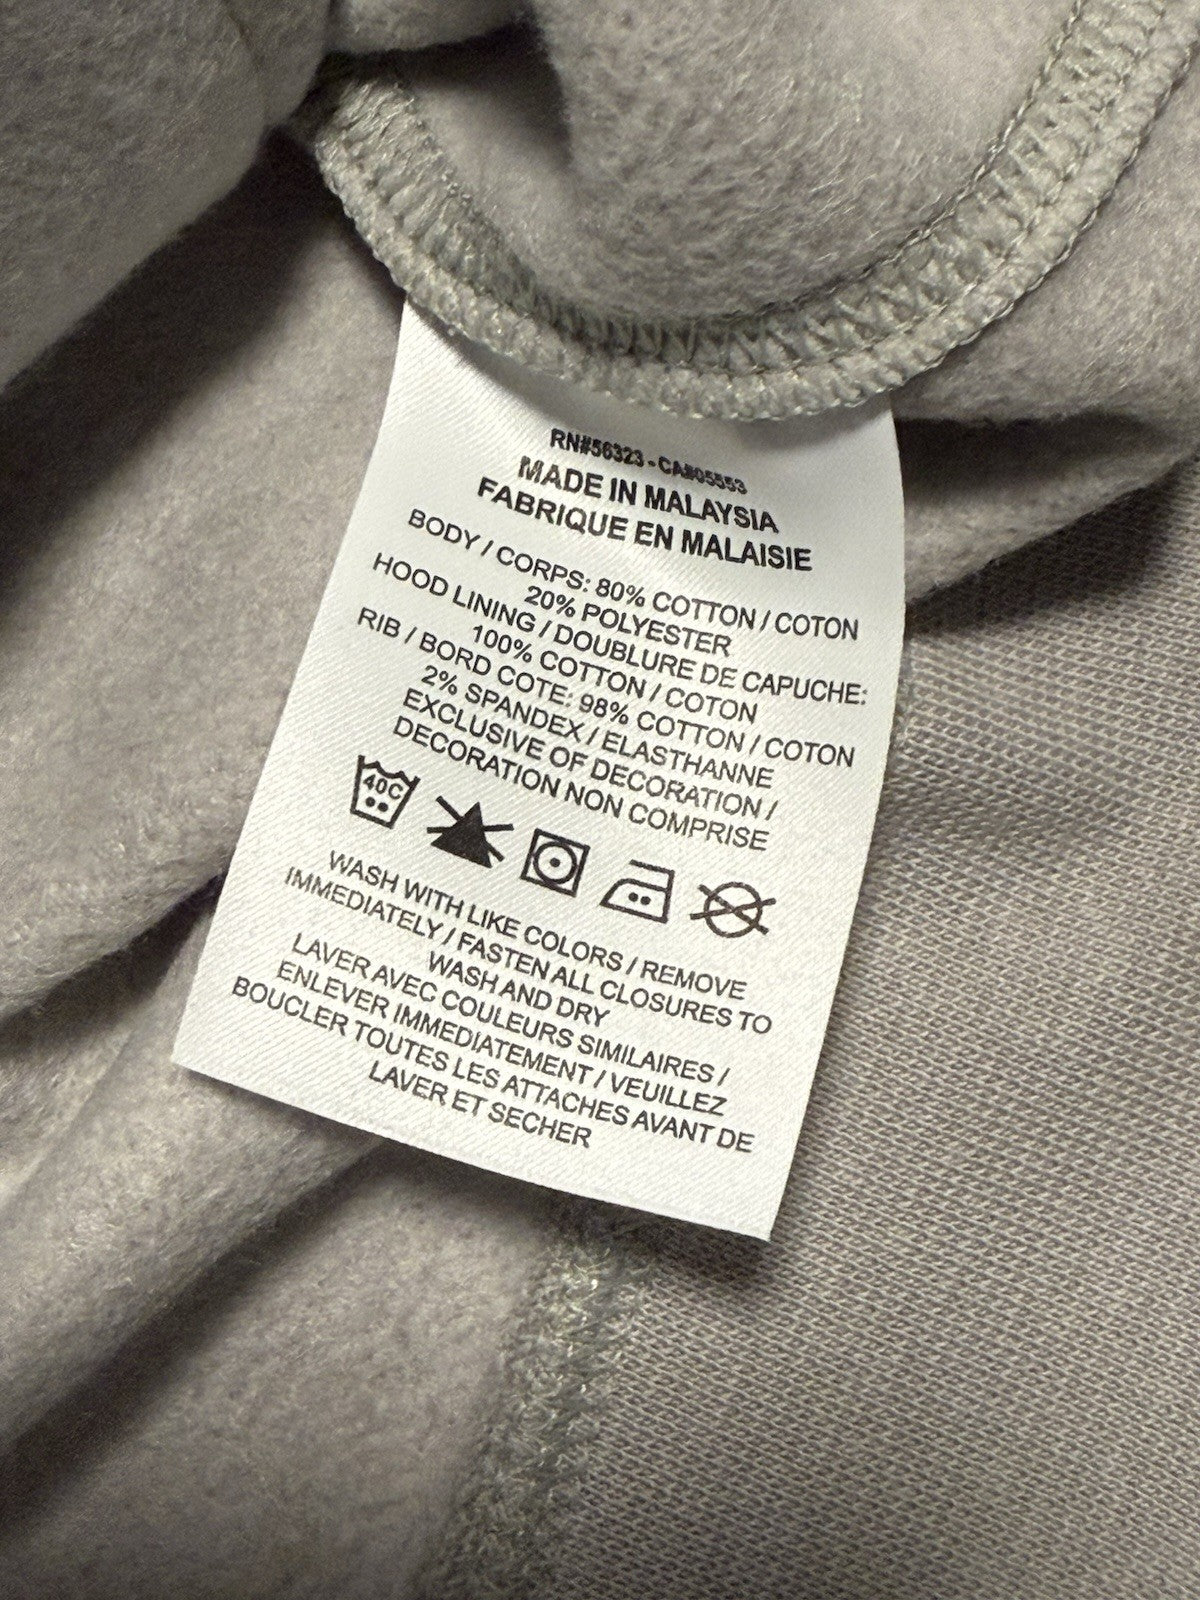 RN#56323 - CA#05553
MADE IN MALAYSIA
FABRIQUE EN MALAISIE
BODY / CORPS: 80% COTTON / COTON
20% POLYESTER
HOOD LINING / DOUBLURE DE CAPUCHE:
100% COTTON / COTON
RIB / BORD COTE: 98% COTTON / COTON
2% SPANDEX / ELASTHANNE
EXCLUSIVE OF DECORATION /
DECORATION NON COMPRISE
40C
WASH WITH LIKE COLORS / REMOVE
IMMEDIATELY / FASTEN ALL CLOSURES TO
WASH AND DRY
LAVER AVEC COULEURS SIMILAIRES /
ENLEVER IMMEDIATEMENT / VEUILLEZ
BOUCLER TOUTES LES ATTACHES AVANT DE
LAVER ET SECHER